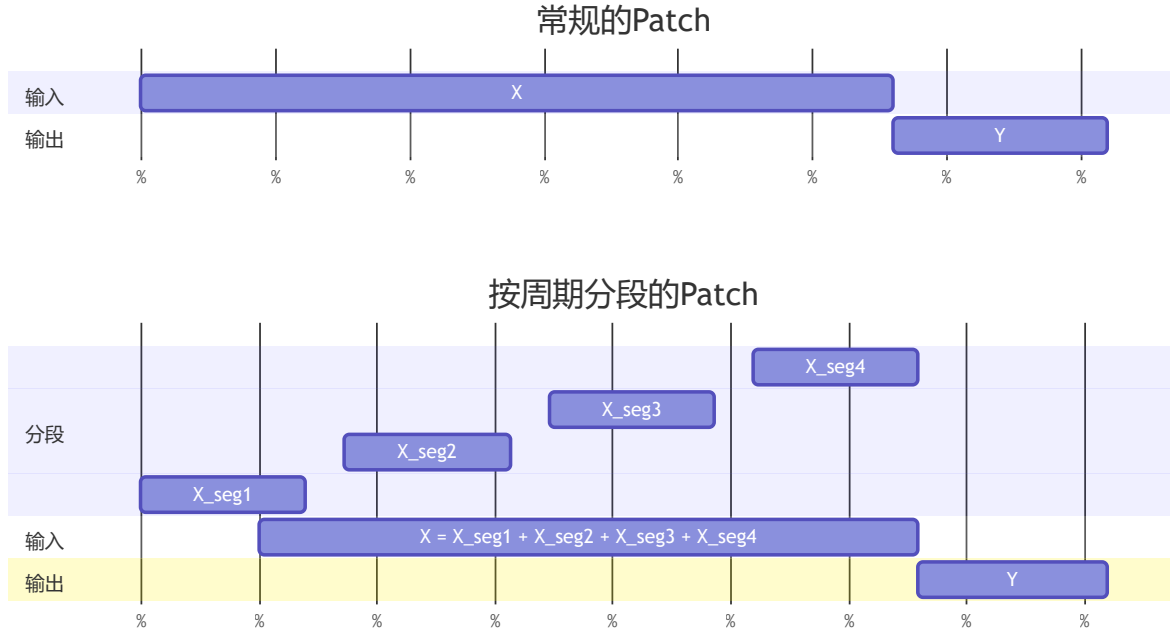 常规的Patch
输入 X
输出 Y
% % % % % % % %
按周期分段的Patch
X_seg4
X_seg3
分段
X_seg2
X_seg1
输入 X = X_seg1 + X_seg2 + X_seg3 + X_seg4
输出 Y
% % % % % % % % %